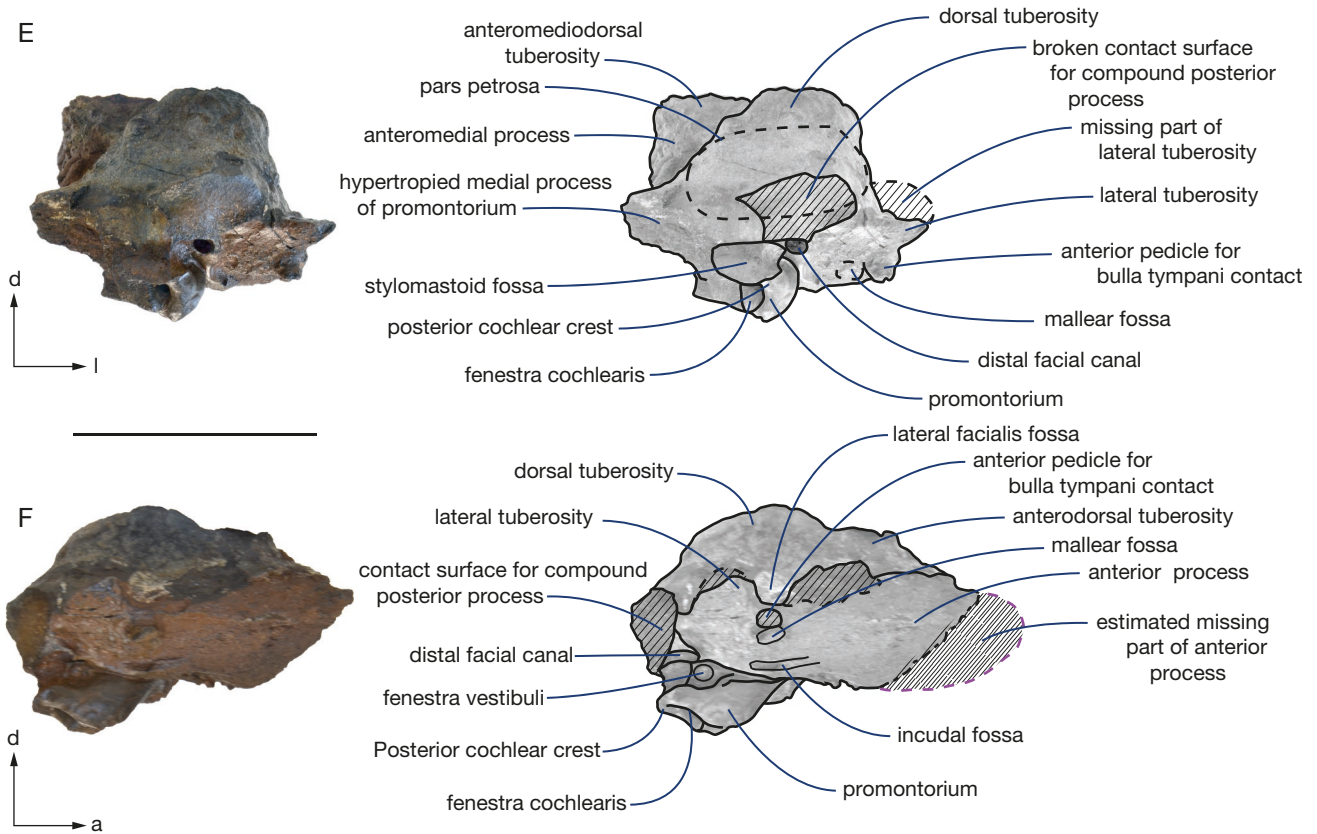 E
anteromediodorsal
tuberosity
pars petrosa
anteromedial process
hypertropied medial process
of promontorium
stylomastoid fossa
posterior cochlear crest
fenestra cochlearis
dorsal tuberosity
broken contact surface
for compound posterior
process
missing part of
lateral tuberosity
lateral tuberosity
anterior pedicle for
bulla tympani contact
mallear fossa
distal facial canal
promontorium
d
l
F
dorsal tuberosity
lateral tuberosity
contact surface for compound
posterior process
distal facial canal
fenestra vestibuli
Posterior cochlear crest
fenestra cochlearis
lateral facialis fossa
anterior pedicle for
bulla tympani contact
anterodorsal tuberosity
mallear fossa
anterior process
estimated missing
part of anterior
process
incudal fossa
promontorium
d
a